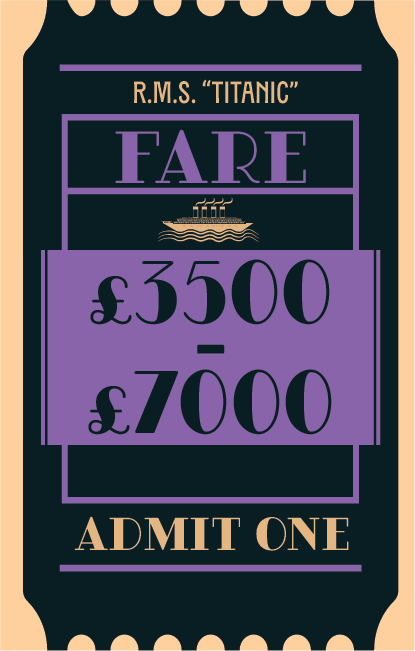 R.M.S. “TITANIC”
FARE
£3500
-
£7000
ADMIT ONE